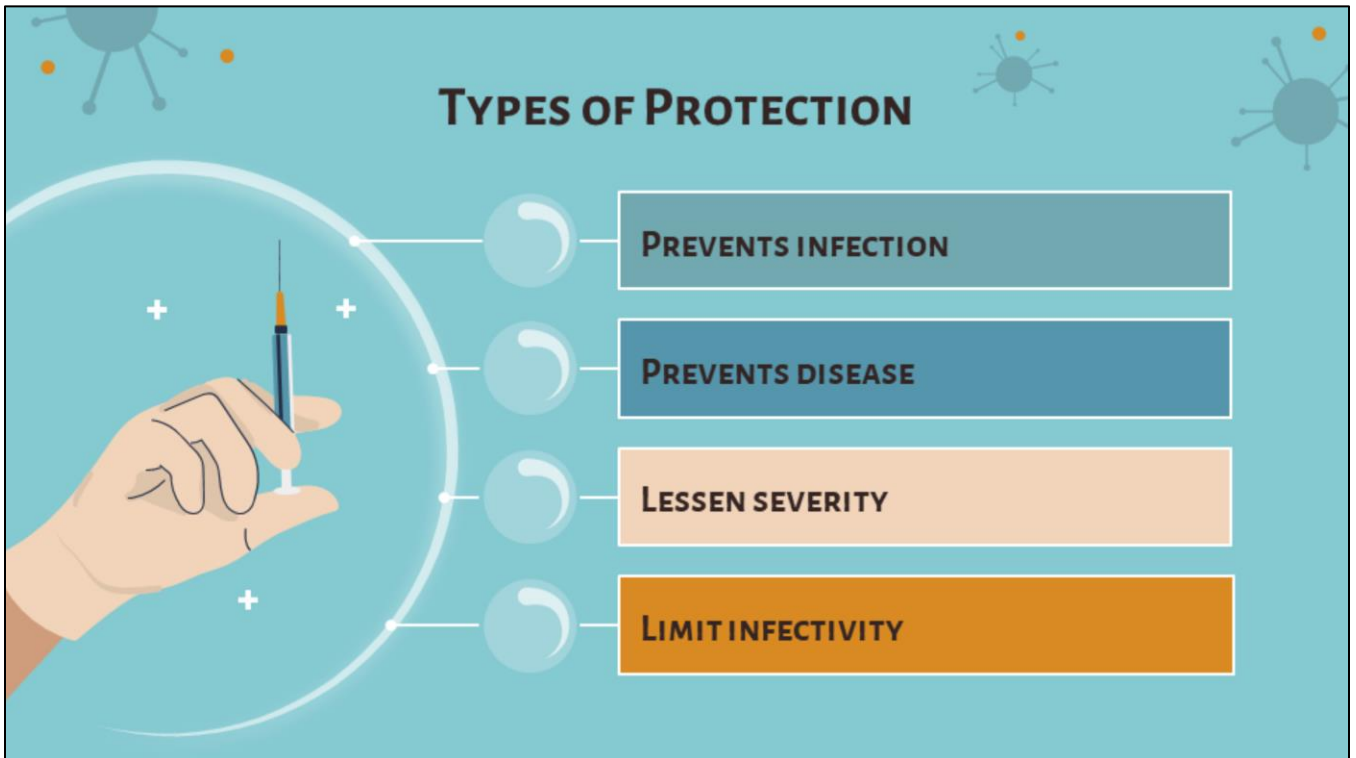 Types of Protection
Prevents infection
Prevents disease
Lessen severity
Limit infectivity